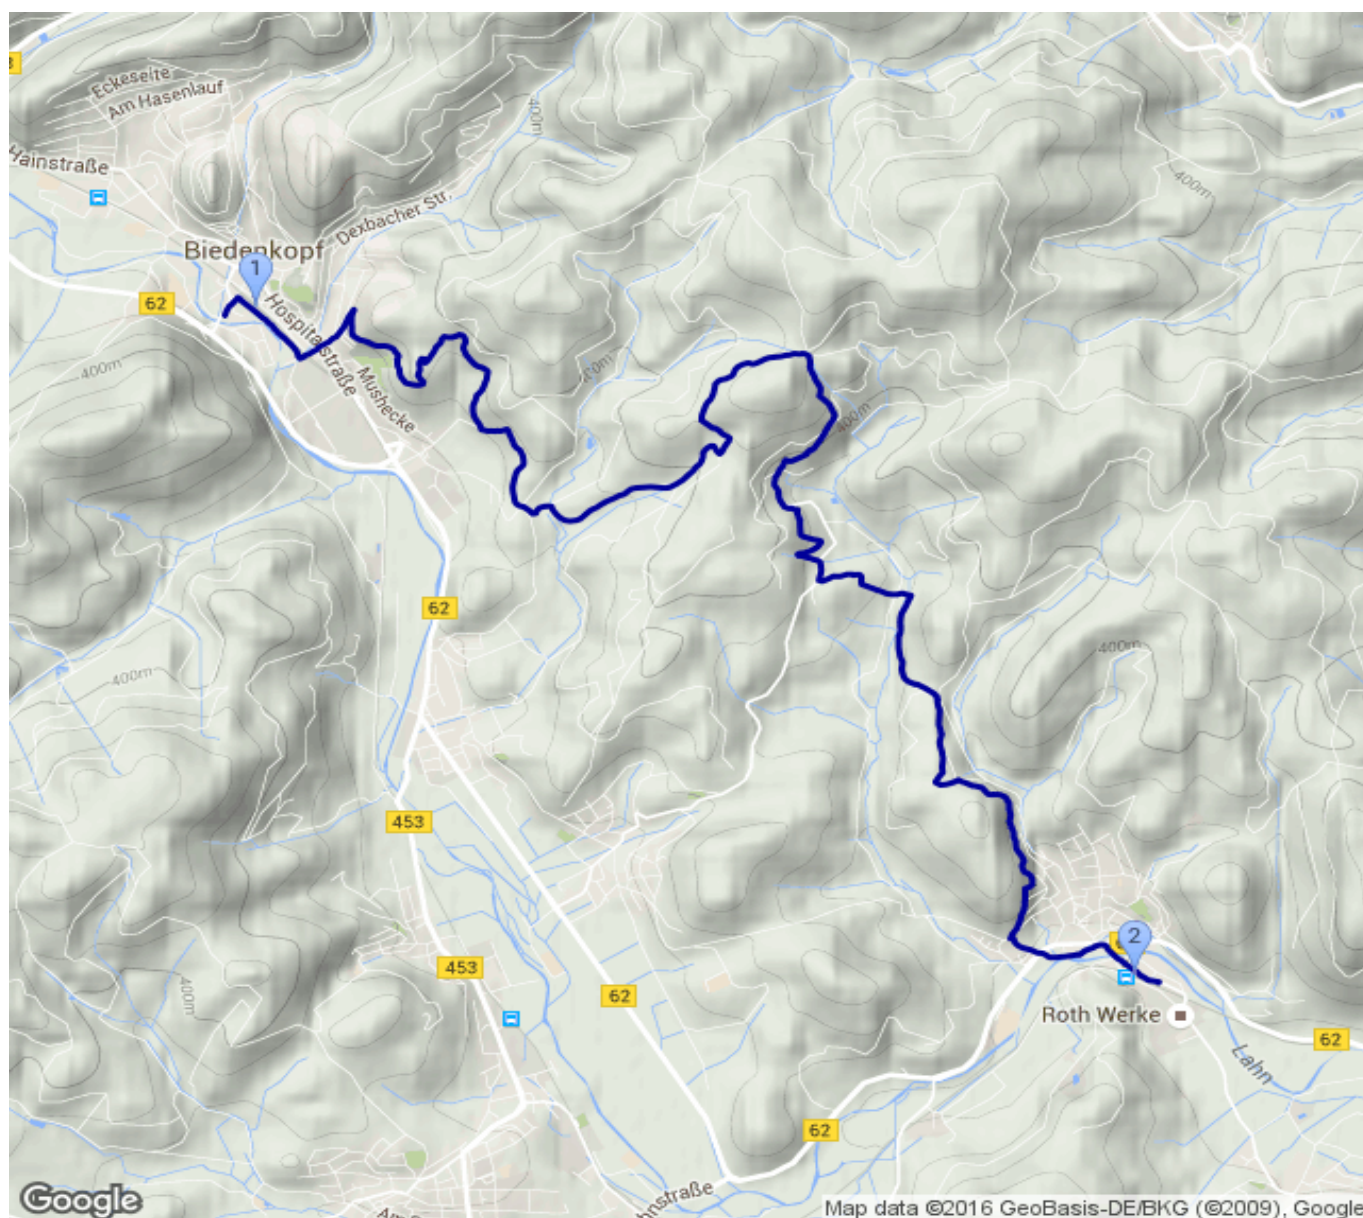 Eckeseite
Am Hasenlauf
Hainstraße
400m
400m
Dexbacher Str.
Biedenkopf
1
62
Hospitalstraße
400m
Mushecke
400m
62
400m
400m
453
2
453
62
400m
Roth Werke
62
Lahn
62
Google
Map data ©2016 GeoBasis-DE/BKG (©2009), Google